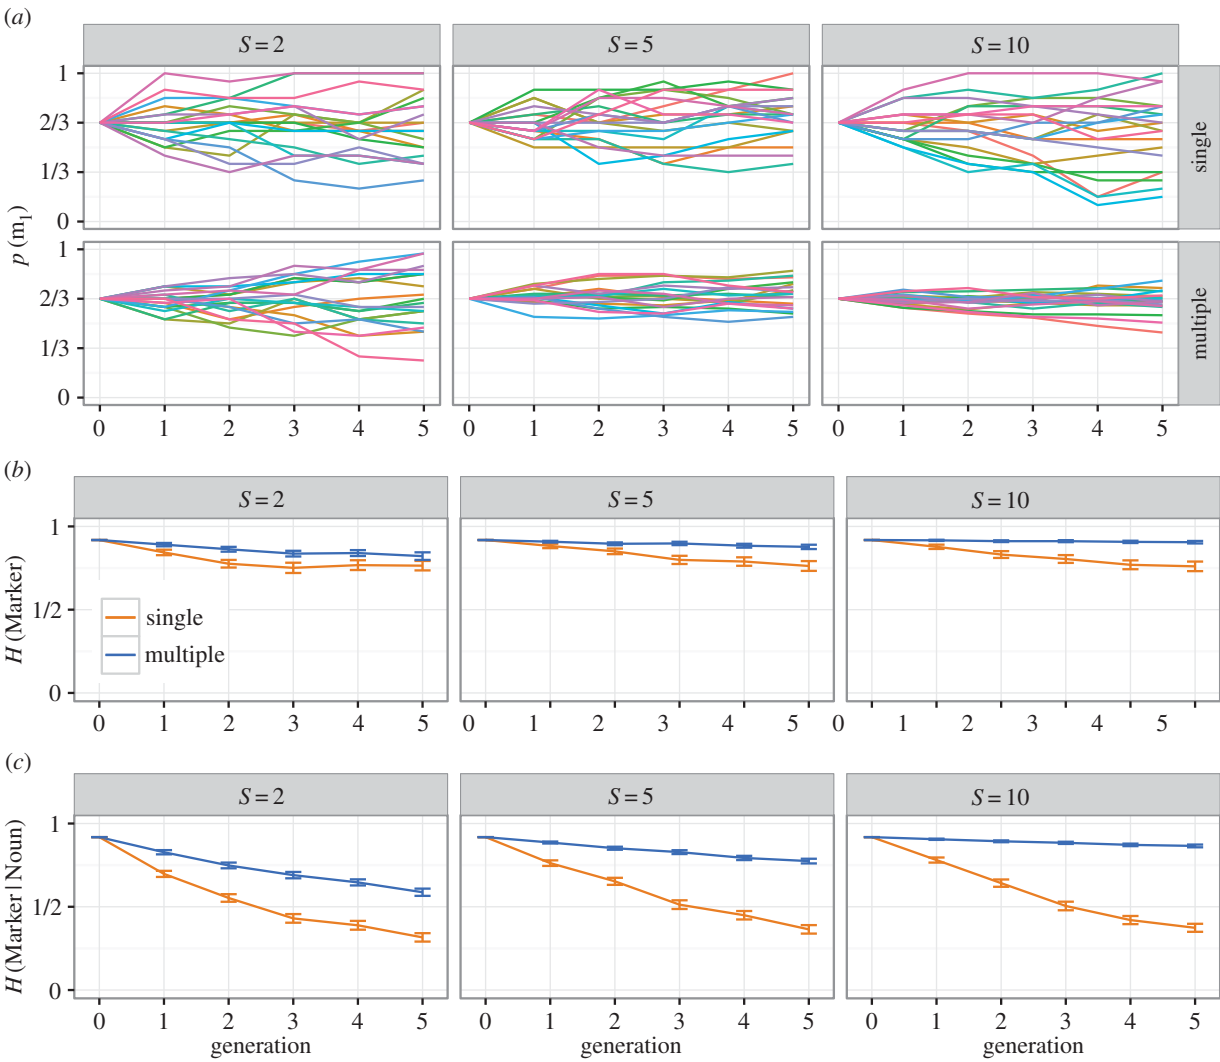 (a)
S = 2 S = 5 S = 10
1
2/3
1/3
0
p (m1)
single
1
2/3
1/3
0
multiple
0 1 2 3 4 5 0 1 2 3 4 5 0 1 2 3 4 5
(b)
S = 2 S = 5 S = 10
1
1/2
0
H (Marker)
single
multiple
0 1 2 3 4 5 0 1 2 3 4 5 0 1 2 3 4 5
(c)
S = 2 S = 5 S = 10
1
1/2
0
H (Marker | Noun)
0 1 2 3 4 5 0 1 2 3 4 5 0 1 2 3 4 5
generation generation generation